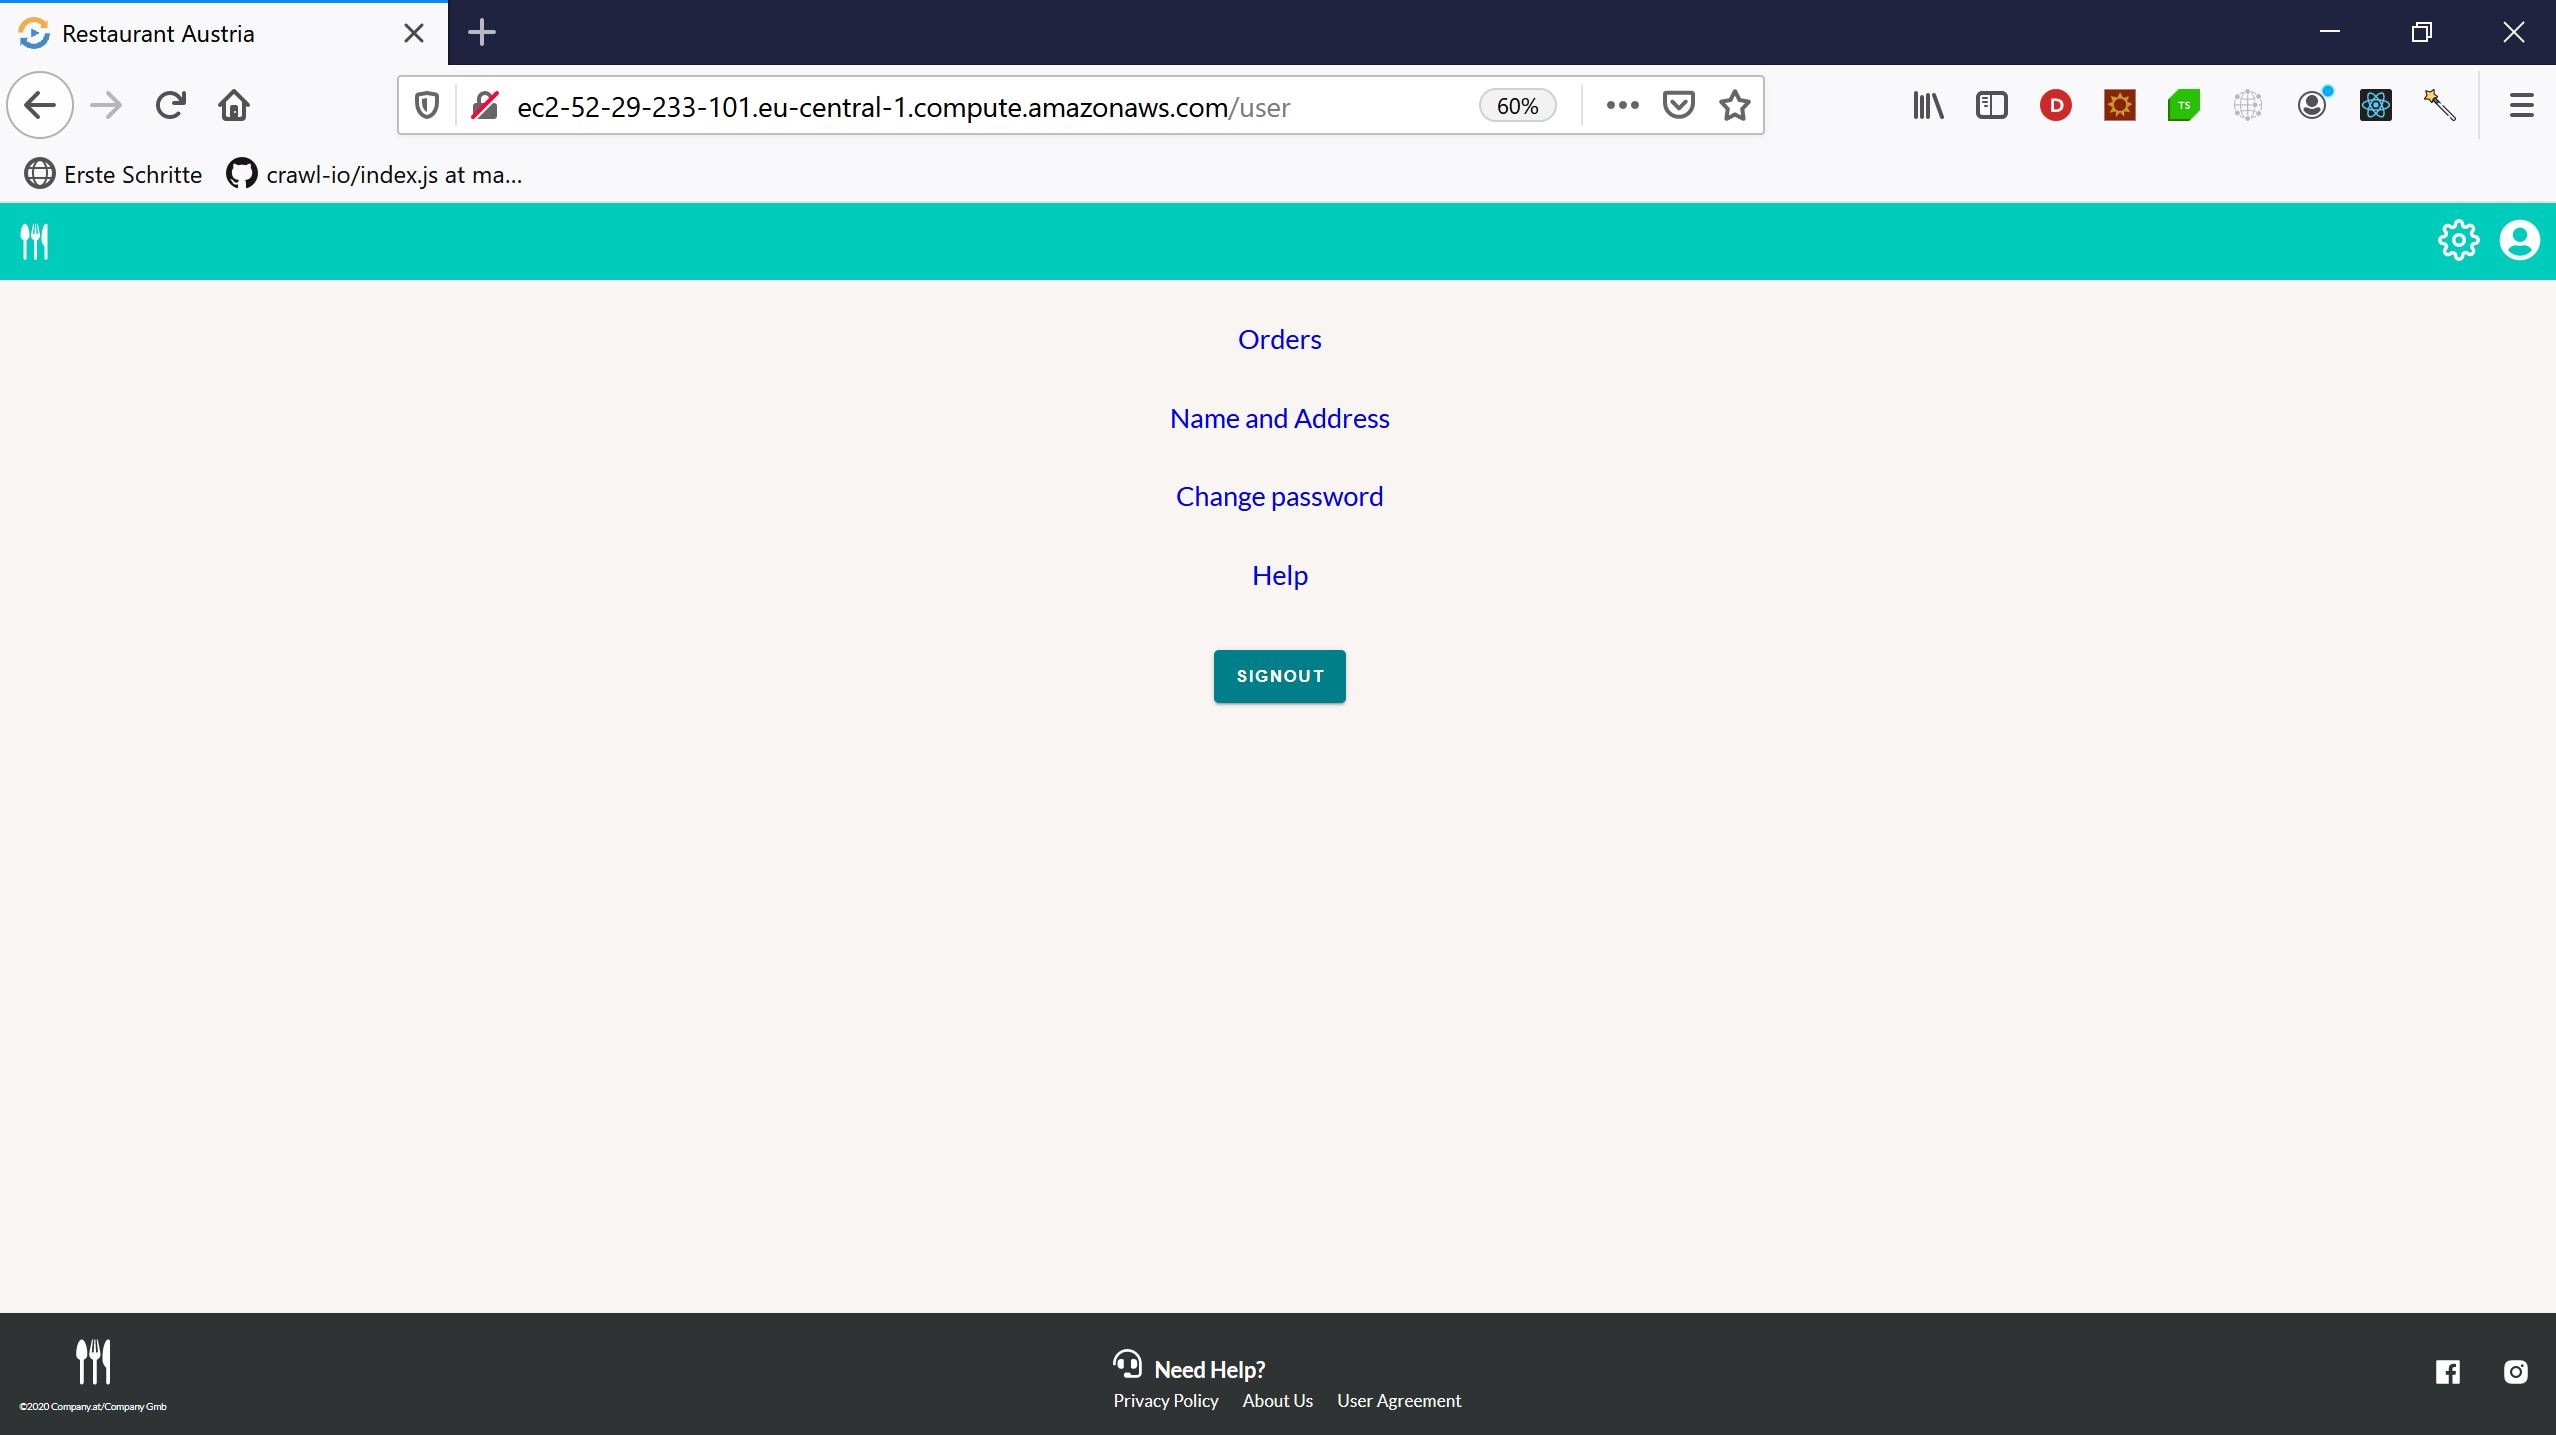 Restaurant Austria
ec2-52-29-233-101.eu-central-1.compute.amazonaws.com/user
60%
D
TS
Erste Schritte
crawl-io/index.js at ma...
Orders
Name and Address
Change password
Help
SIGNOUT
Need Help?
Privacy Policy About Us User Agreement
©2020 Company.at/Company Gmb